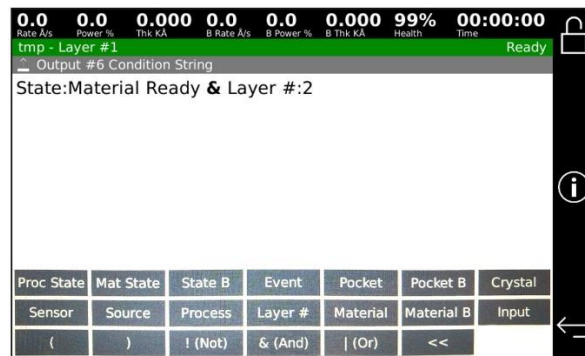 0.0 0.0 0.000 0.0 0.0 0.000 99% 00:00:00
Rate Å/s Power % Thk KÅ B Rate Å/s B Power % B Thk KÅ Health Time
tmp - Layer #1 Ready
Output #6 Condition String
State:Material Ready & Layer #:2
Proc State Mat State State B Event Pocket Pocket B Crystal
Sensor Source Process Layer # Material Material B Input
( ) ! (Not) & (And) | (Or) <<